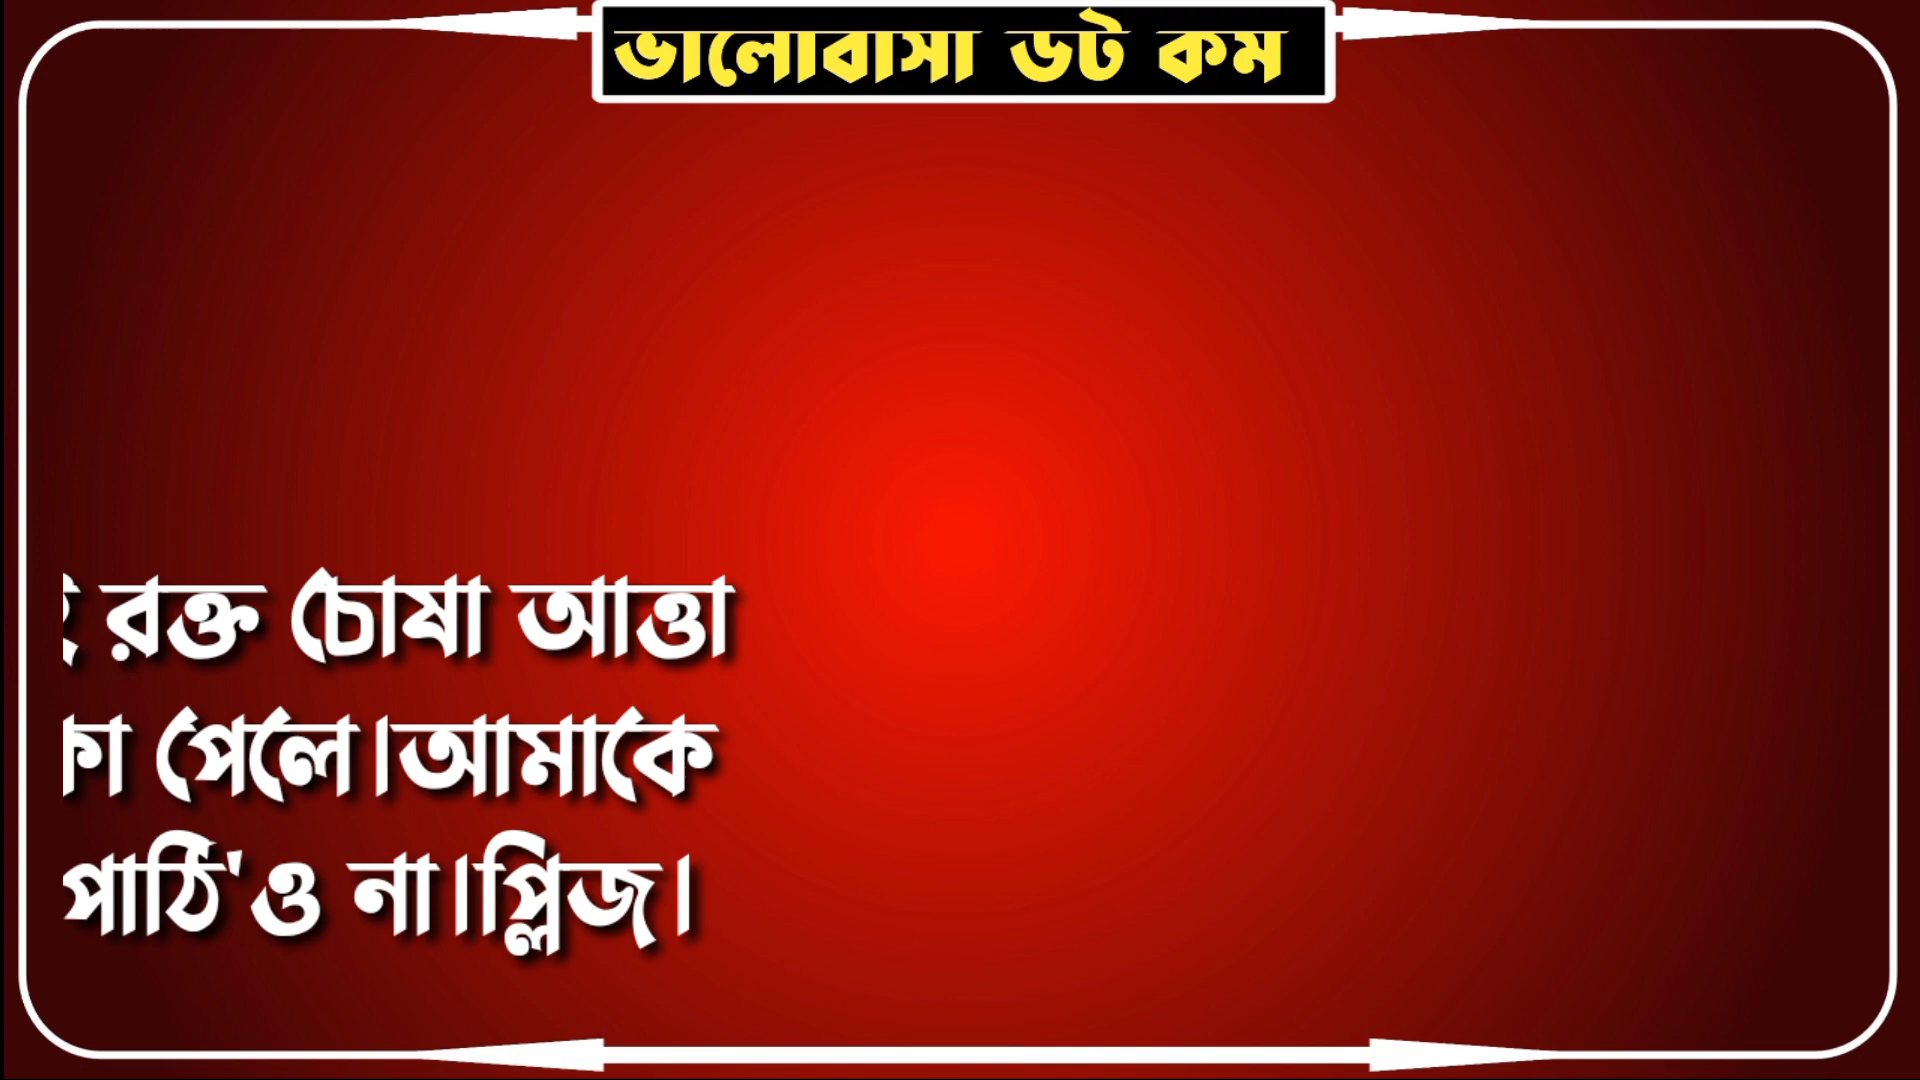 ভালোবাসা ডট কম
রক্ত চোষা আত্তা
পেলে।আমাকে
পাঠি'ও না।প্লিজ।